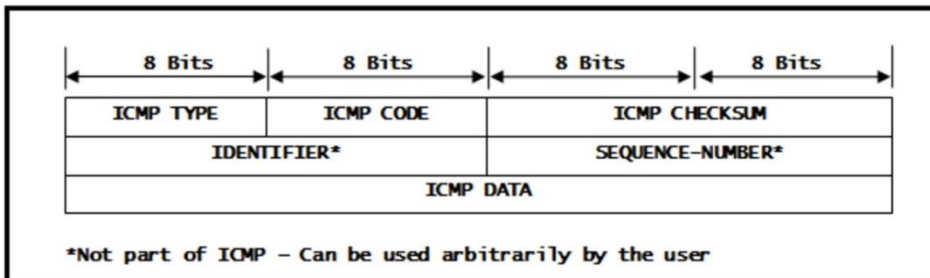 8 Bits 8 Bits 8 Bits 8 Bits
ICMP TYPE ICMP CODE ICMP CHECKSUM
IDENTIFIER* SEQUENCE-NUMBER*
ICMP DATA
*Not part of ICMP – Can be used arbitrarily by the user